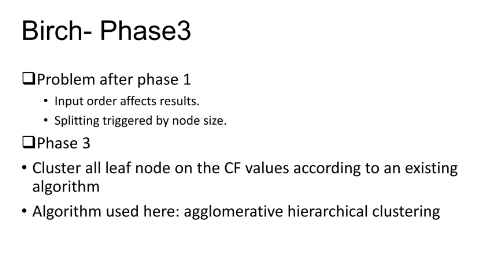 Birch- Phase3
❑Problem after phase 1
• Input order affects results.
• Splitting triggered by node size.
❑Phase 3
• Cluster all leaf node on the CF values according to an existing
algorithm
• Algorithm used here: agglomerative hierarchical clustering